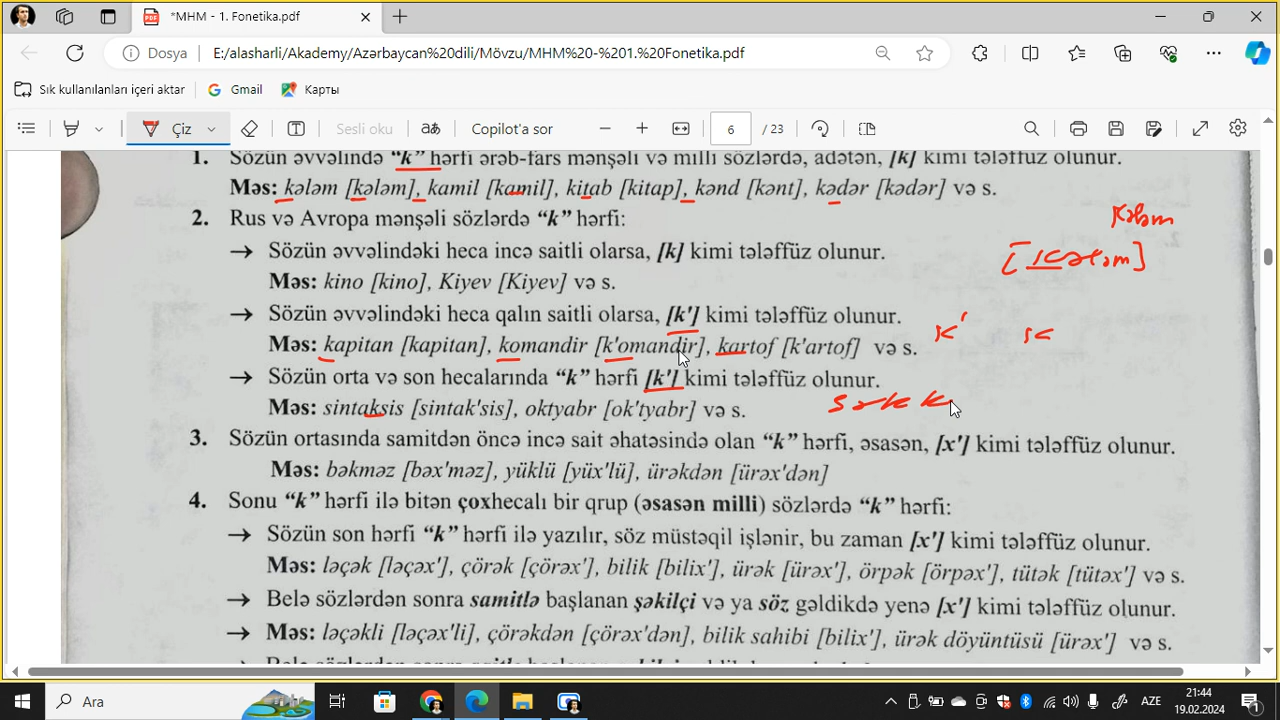 *MHM - 1. Fonetika.pdf
Dosya E:/alasharli/Akademy/Azərbaycan%20dili/Mövzu/MHM%20-%201.%20Fonetika.pdf
Sık kullanılanları içeri aktar Gmail Карты
Çiz Sesli oku Copilot'a sor 6 / 23
1. Sözün əvvəlində “k” hərfi ərəb-fars mənşəli və milli sözlərdə, adətən, [k] kimi tələffüz olunur.
Məs: kələm [kələm], kamil [kamil], kitab [kitap], kənd [kənt], kədər [kədər] və s.
2. Rus və Avropa mənşəli sözlərdə “k” hərfi:
kələm
→ Sözün əvvəlindəki heca incə saitli olarsa, [k] kimi tələffüz olunur.
[kələm]
Məs: kino [kino], Kiyev [Kiyev] və s.
→ Sözün əvvəlindəki heca qalın saitli olarsa, [k'] kimi tələffüz olunur.
k' k
Məs: kapitan [kapitan], komandir [k'omandir], kartof [k'artof] və s.
→ Sözün orta və son hecalarında “k” hərfi [k'] kimi tələffüz olunur.
Məs: sintaksis [sintak'sis], oktyabr [ok'tyabr] və s.
3. Sözün ortasında samitdən öncə incə sait əhatəsində olan “k” hərfi, əsasən, [x'] kimi tələffüz olunur.
Məs: bəkməz [bəx'məz], yüklü [yüx'lü], ürəkdən [ürəx'dən]
4. Sonu “k” hərfi ilə bitən çoxhecalı bir qrup (əsasən milli) sözlərdə “k” hərfi:
→ Sözün son hərfi “k” hərfi ilə yazılır, söz müstəqil işlənir, bu zaman [x'] kimi tələffüz olunur.
Məs: ləçək [ləçəx'], çörək [çörəx'], bilik [bilix'], ürək [ürəx'], örpək [örpəx'], tütək [tütəx'] və s.
→ Belə sözlərdən sonra samitlə başlanan şəkilçi və ya söz gəldikdə yenə [x'] kimi tələffüz olunur.
→ Məs: ləçəkli [ləçəx'li], çörəkdən [çörəx'dən], bilik sahibi [bilix'], ürək döyüntüsü [ürəx'] və s.
Ara AZE 21:44
19.02.2024